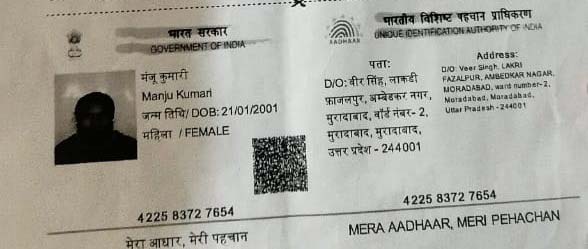 भारत सरकार
GOVERNMENT OF INDIA
मंजू कुमारी
Manju Kumari
जन्म तिथि/ DOB: 21/01/2001
महिला / FEMALE
4225 8372 7654
मेरा आधार, मेरी पहचान
भारतीय विशिष्ट पहचान प्राधिकरण
UNIQUE IDENTIFICATION AUTHORITY OF INDIA
AADHAAR
पता:
D/O: वीर सिंह, लाकडी
फ़ाजलपुर, अम्बेडकर नगर,
मुरादाबाद, वॉर्ड नंबर- 2,
मुरादाबाद, मुरादाबाद,
उत्तर प्रदेश - 244001
Address:
D/O: Veer Singh, LAKRI
FAZALPUR, AMBEDKAR NAGAR,
MORADABAD, ward number-2,
Moradabad, Moradabad,
Uttar Pradesh - 244001
4225 8372 7654
MERA AADHAAR, MERI PEHACHAN